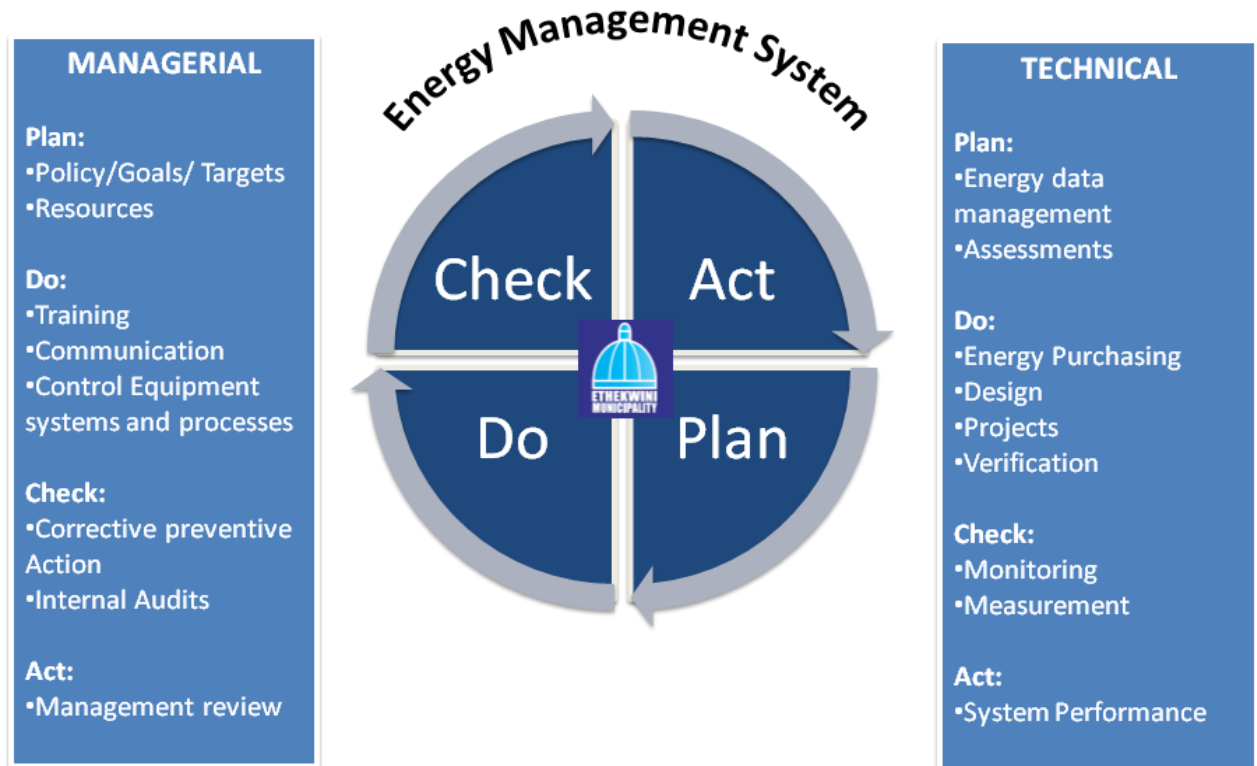 Energy Management System
MANAGERIAL
Plan:
•Policy/Goals/ Targets
•Resources
Do:
•Training
•Communication
•Control Equipment
systems and processes
Check:
•Corrective preventive
Action
•Internal Audits
Act:
•Management review
Check
Act
Do
Plan
ETHEKWINI
MUNICIPALITY
TECHNICAL
Plan:
•Energy data
management
•Assessments
Do:
•Energy Purchasing
•Design
•Projects
•Verification
Check:
•Monitoring
•Measurement
Act:
•System Performance